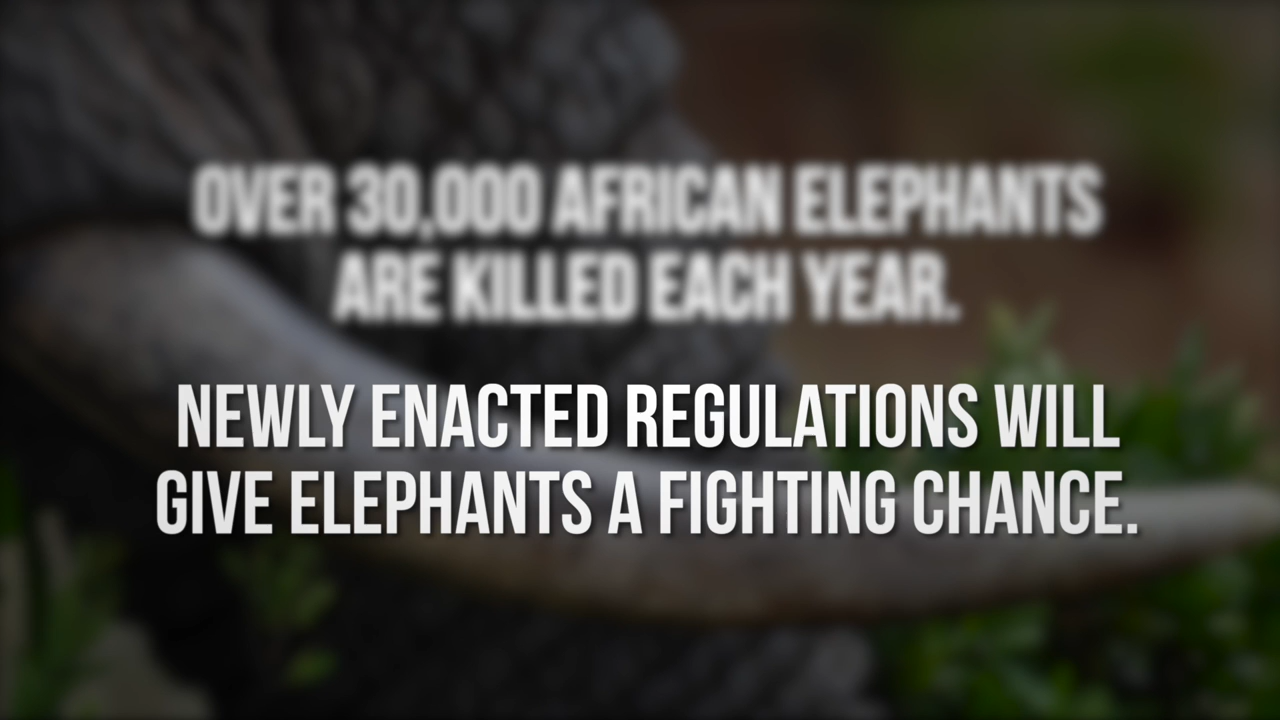 OVER 30,000 AFRICAN ELEPHANTS
ARE KILLED EACH YEAR.
NEWLY ENACTED REGULATIONS WILL
GIVE ELEPHANTS A FIGHTING CHANCE.